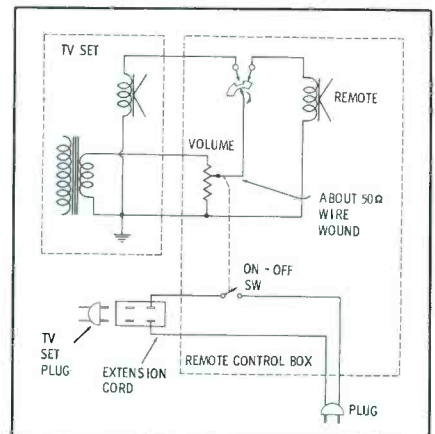 TV SET
REMOTE
VOLUME
ABOUT 50Ω
WIRE
WOUND
ON - OFF
SW
TV
SET
PLUG
EXTENSION
CORD
REMOTE CONTROL BOX
PLUG